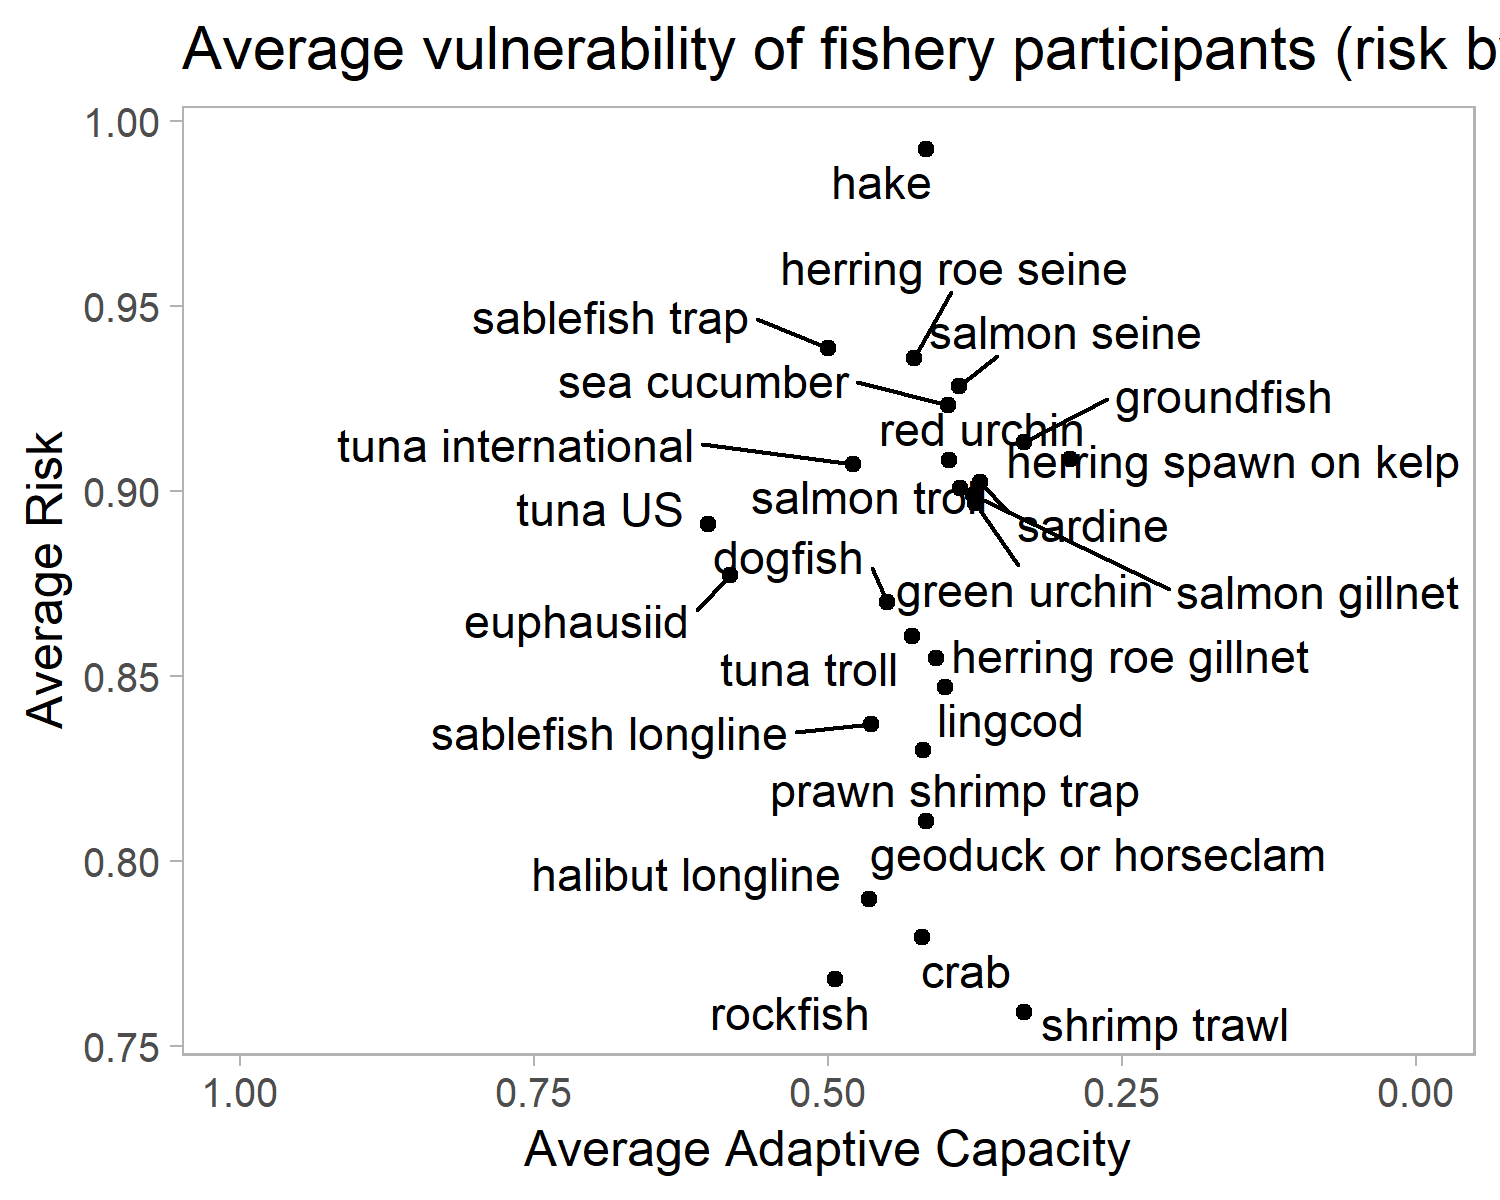 Average vulnerability of fishery participants (risk b
1.00
hake
herring roe seine
0.95
sablefish trap
salmon seine
sea cucumber
groundfish
red urchin
tuna international
herring spawn on kelp
0.90
salmon troll
tuna US
sardine
dogfish
green urchin
salmon gillnet
euphausiid
herring roe gillnet
0.85
tuna troll
lingcod
sablefish longline
prawn shrimp trap
0.80
geoduck or horseclam
halibut longline
crab
rockfish
shrimp trawl
0.75
Average Risk
1.00 0.75 0.50 0.25 0.00
Average Adaptive Capacity